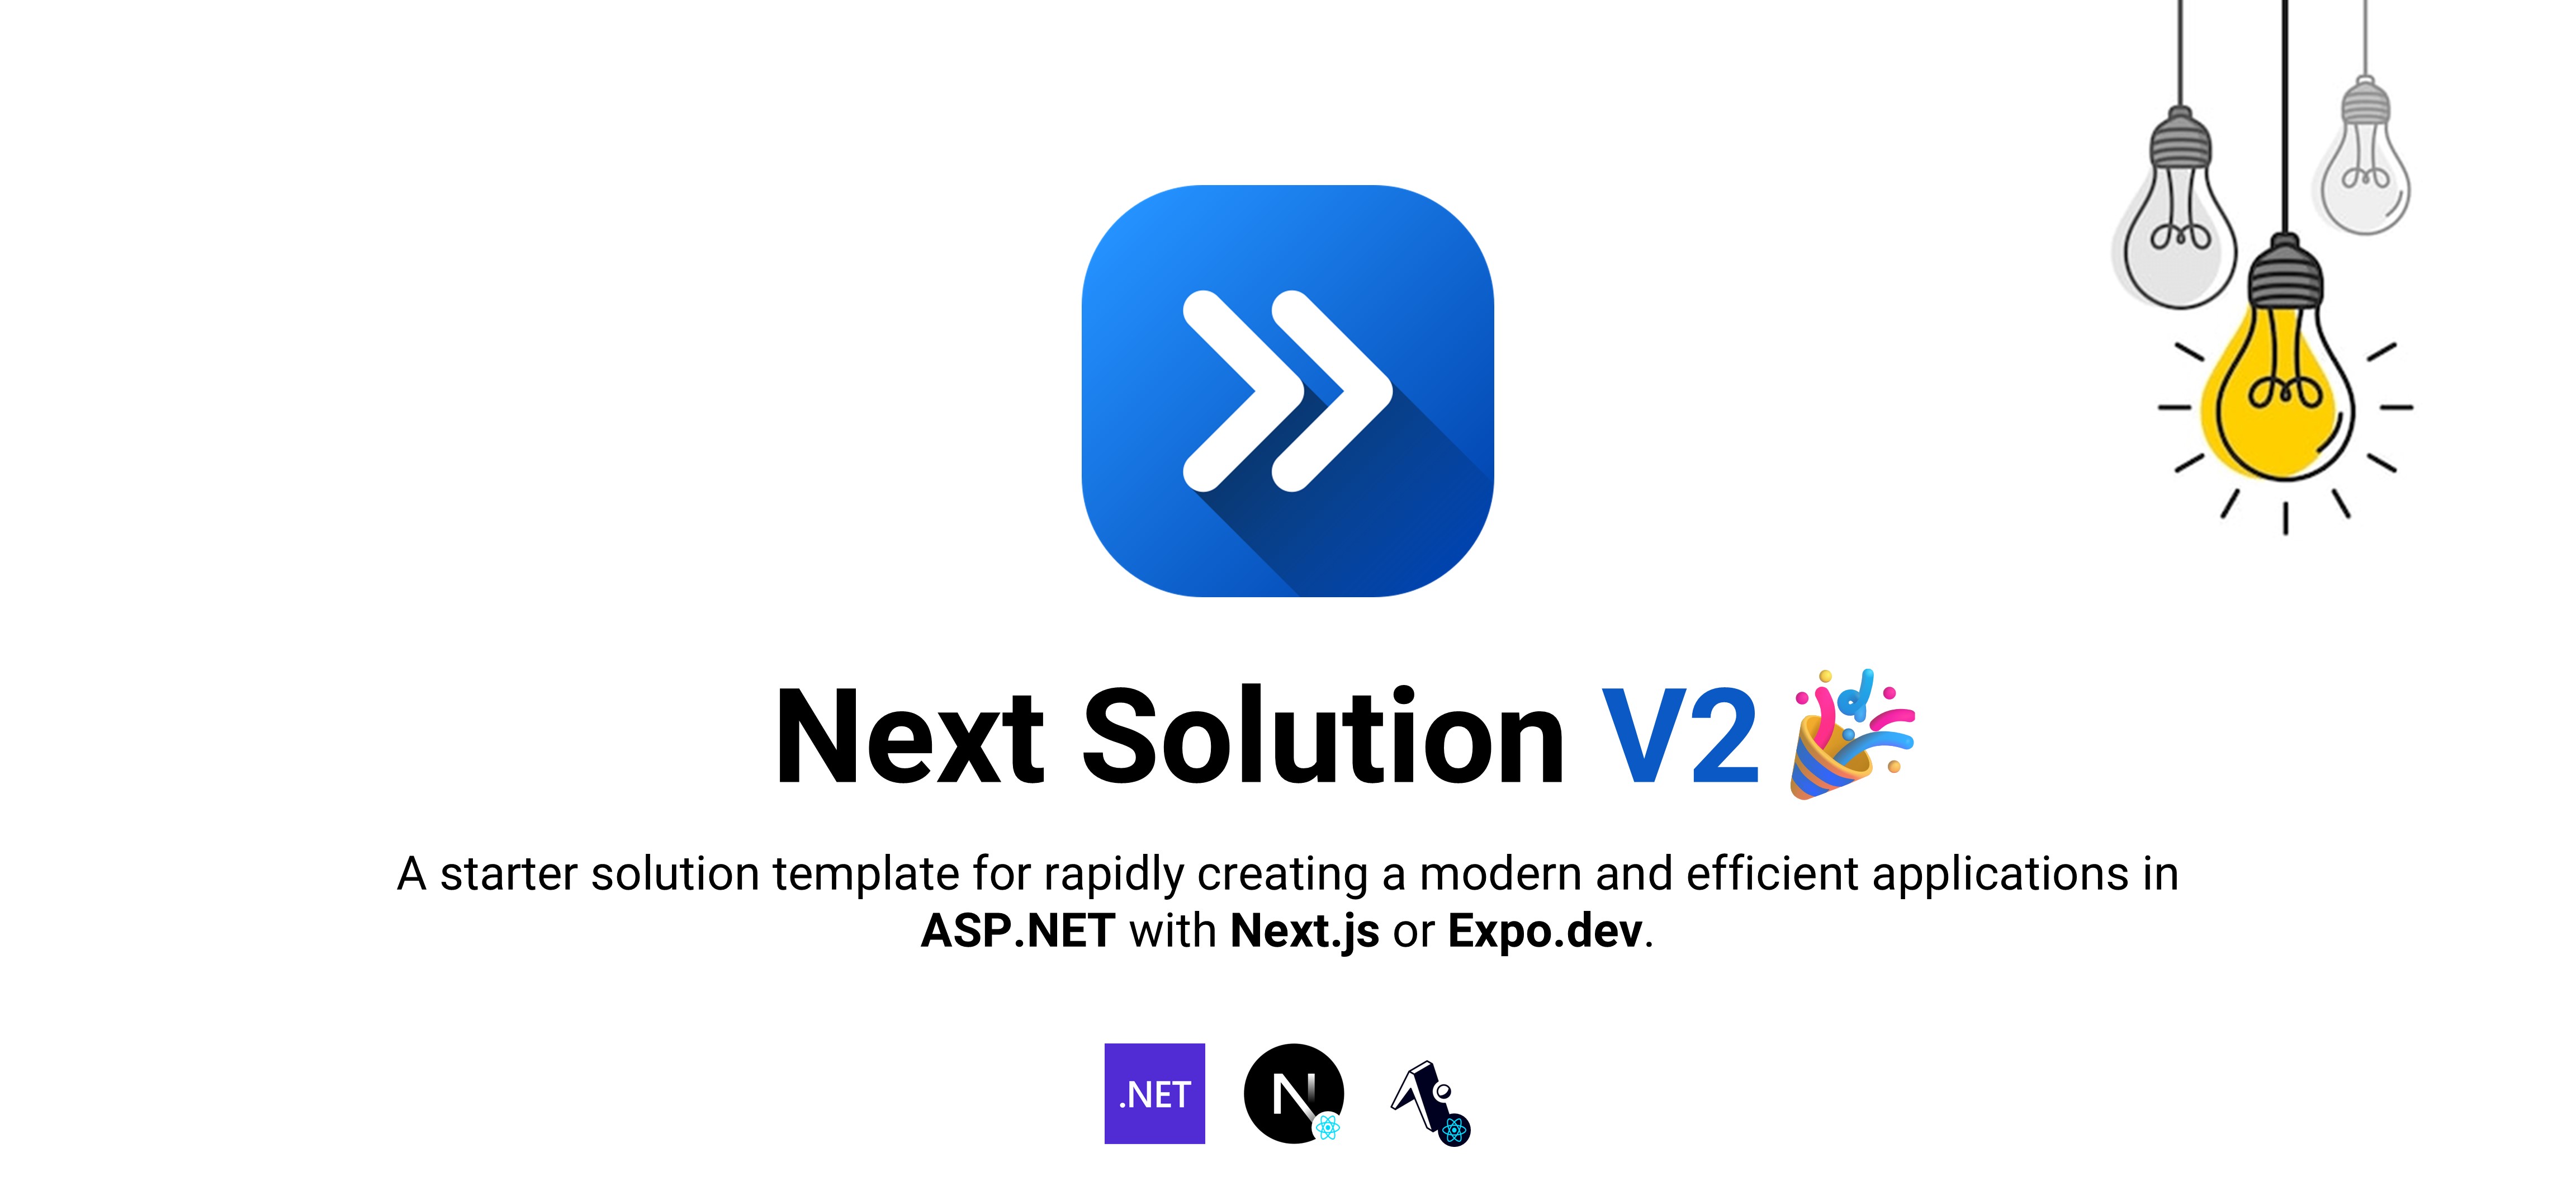 Next Solution V2
A starter solution template for rapidly creating a modern and efficient applications in
ASP.NET with Next.js or Expo.dev.
.NET N